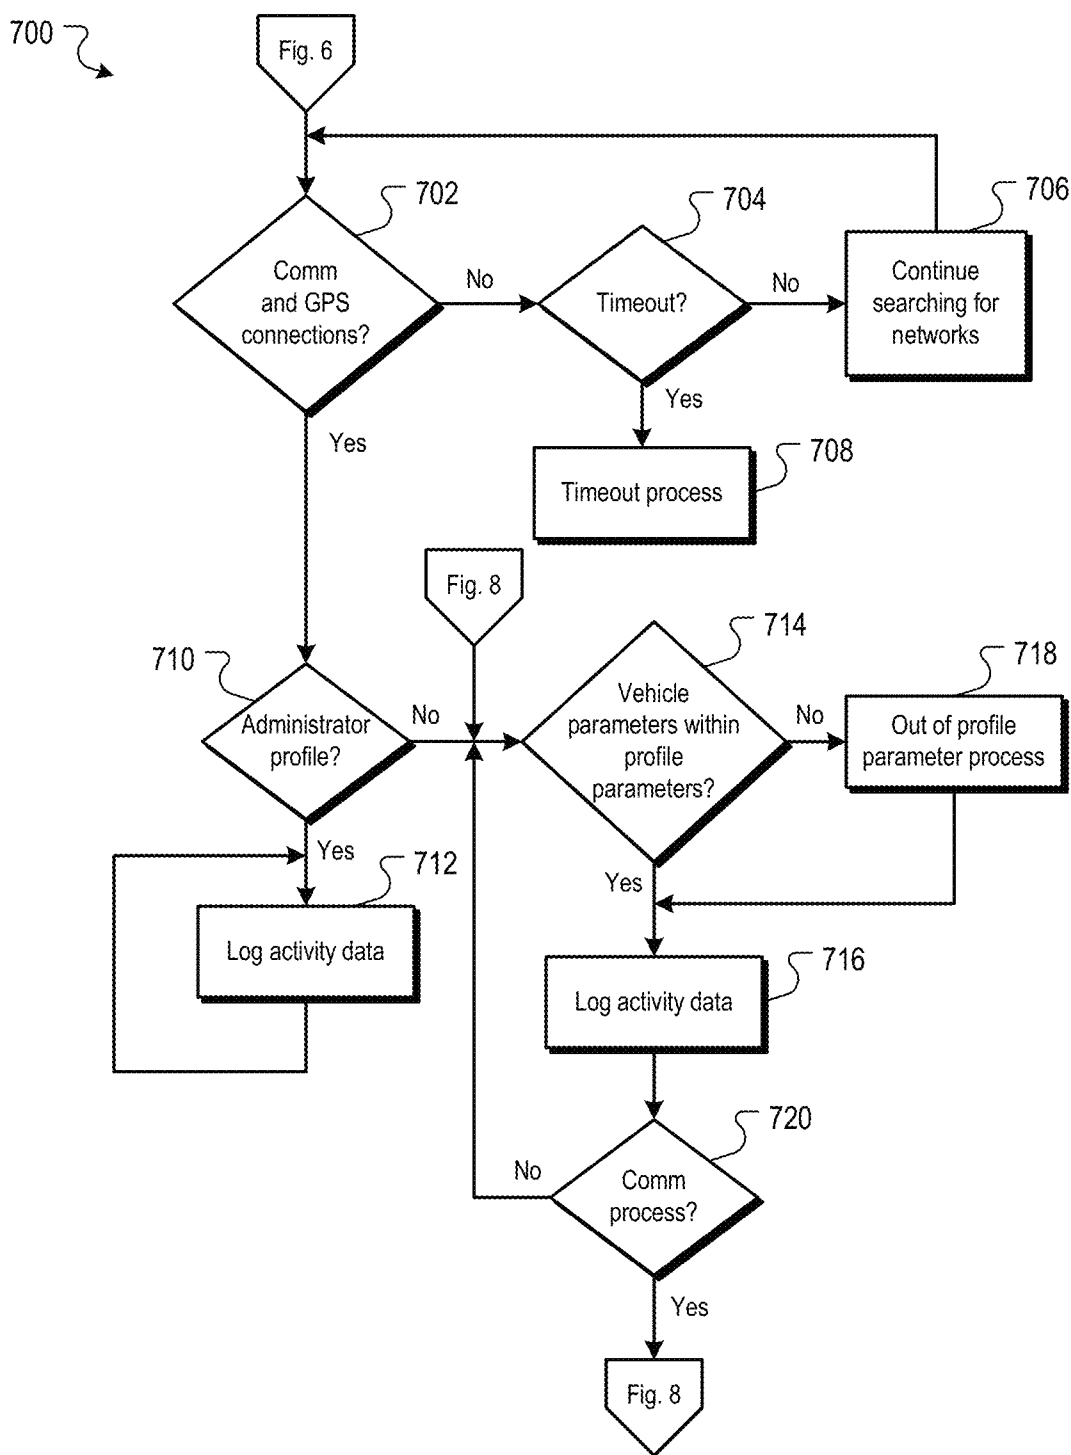 700
Fig. 6
702
704
706
Comm
and GPS
connections?
No
Timeout?
No
Continue
searching for
networks
Yes
Yes
708
Timeout process
Fig. 8
710
714
718
Administrator
profile?
No
Vehicle
parameters within
profile
parameters?
No
Out of profile
parameter process
Yes
712
Yes
Log activity data
716
Log activity data
720
No
Comm
process?
Yes
Fig. 8